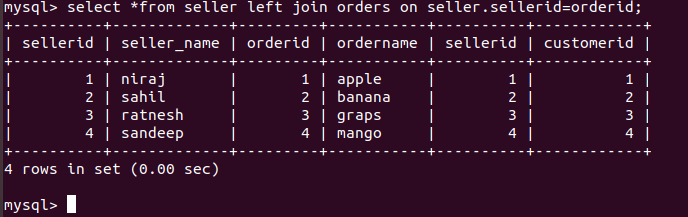 mysql> select *from seller left join orders on seller.sellerid=orderid;
+----------+-------------+---------+-----------+----------+------------+
| sellerid | seller_name | orderid | ordername | sellerid | customerid |
+----------+-------------+---------+-----------+----------+------------+
|        1 | niraj       |       1 | apple     |        1 |          1 |
|        2 | sahil       |       2 | banana    |        2 |          2 |
|        3 | ratnesh     |       3 | graps     |        3 |          3 |
|        4 | sandeep     |       4 | mango     |        4 |          4 |
+----------+-------------+---------+-----------+----------+------------+
4 rows in set (0.00 sec)
mysql>